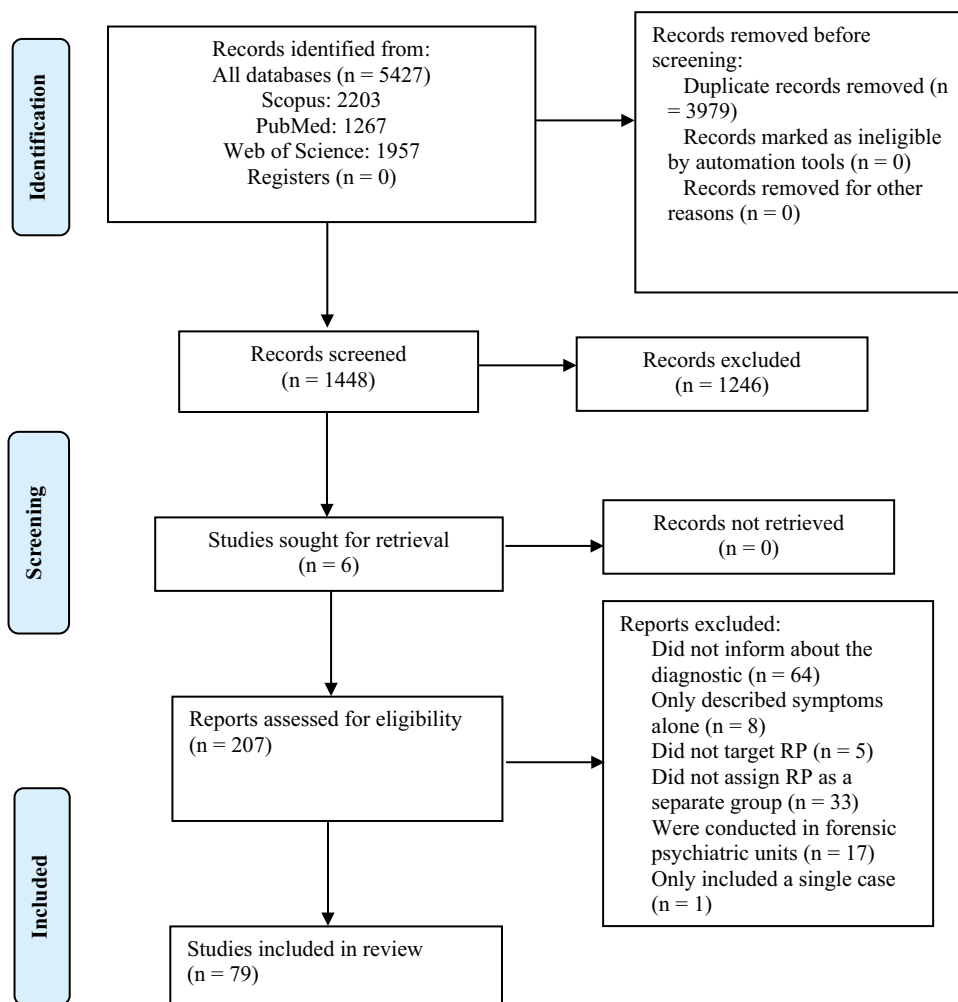 Identification
Records identified from:
All databases (n = 5427)
Scopus: 2203
PubMed: 1267
Web of Science: 1957
Registers (n = 0)
Records removed before
screening:
Duplicate records removed (n
= 3979)
Records marked as ineligible
by automation tools (n = 0)
Records removed for other
reasons (n = 0)
Screening
Records screened
(n = 1448)
Records excluded
(n = 1246)
Studies sought for retrieval
(n = 6)
Records not retrieved
(n = 0)
Reports assessed for eligibility
(n = 207)
Reports excluded:
Did not inform about the
diagnostic (n = 64)
Only described symptoms
alone (n = 8)
Did not target RP (n = 5)
Did not assign RP as a
separate group (n = 33)
Were conducted in forensic
psychiatric units (n = 17)
Only included a single case
(n = 1)
Included
Studies included in review
(n = 79)